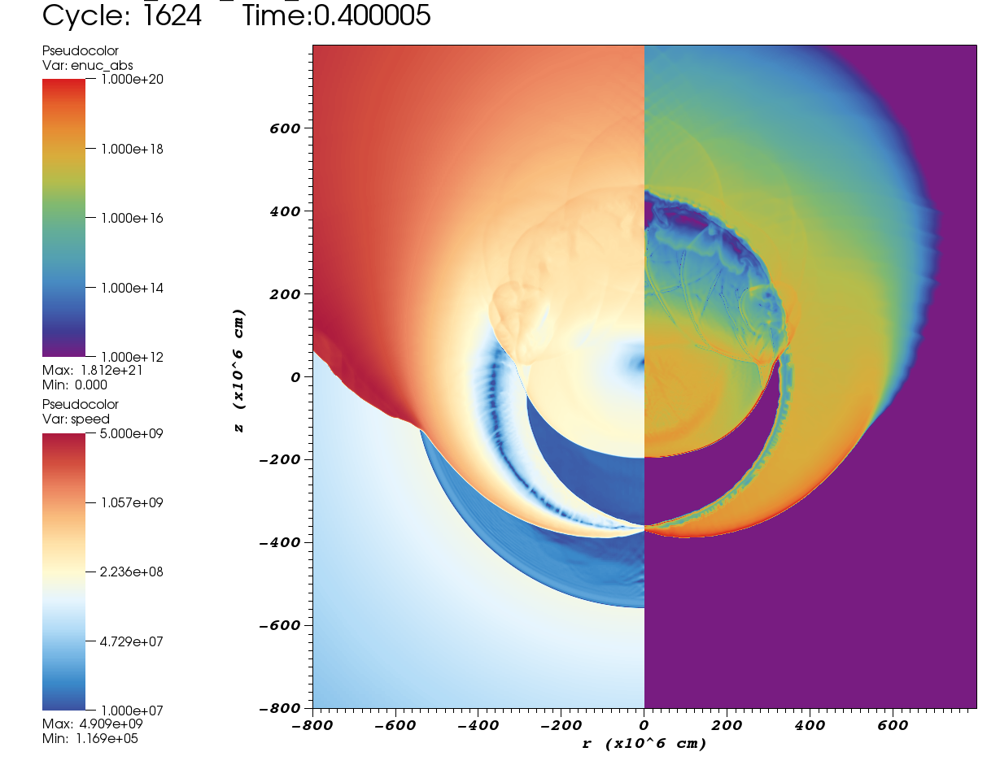 Cycle: 1624 Time:0.400005
Pseudocolor
Var: enuc_abs
1.000e+20
1.000e+18
1.000e+16
1.000e+14
1.000e+12
Max: 1.812e+21
Min: 0.000
Pseudocolor
Var: speed
5.000e+09
1.057e+09
2.236e+08
4.729e+07
1.000e+07
Max: 4.909e+09
Min: 1.169e+05
z (x10^6 cm)
600
400
200
0
-200
-400
-600
-800
-800 -600 -400 -200 0 200 400 600
r (x10^6 cm)